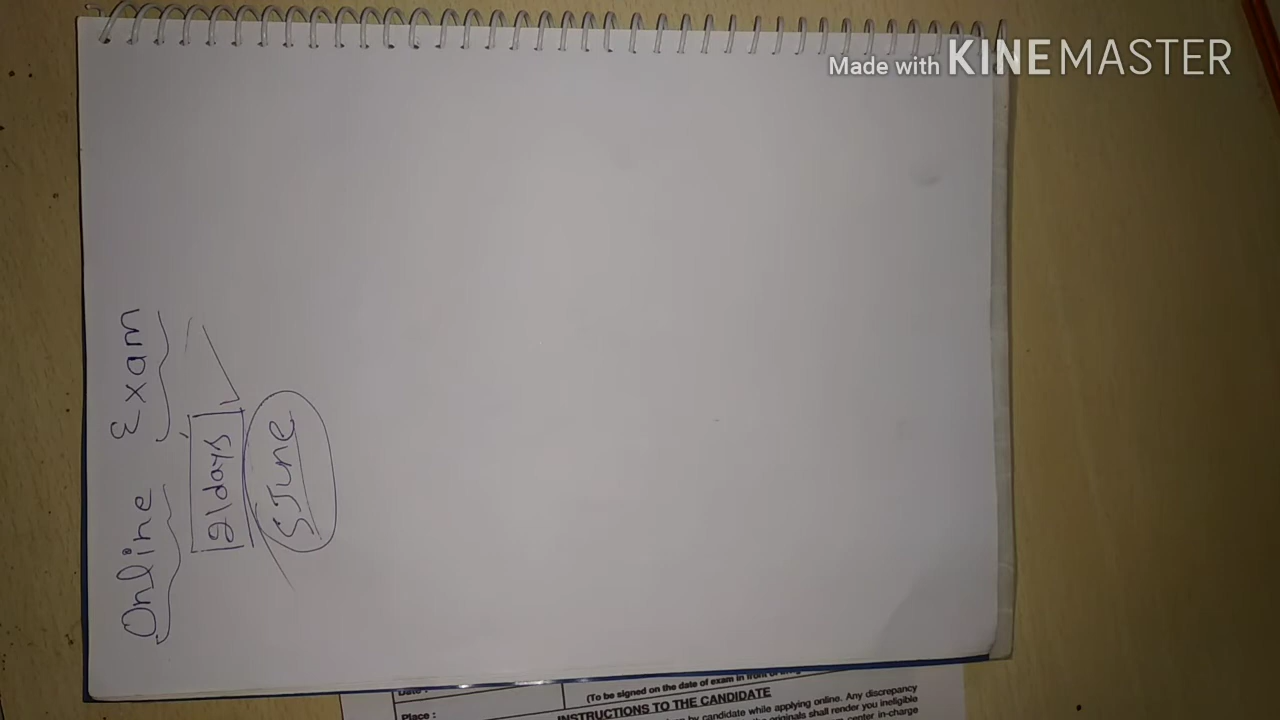 Made with KINEMASTER
Online Exam
21days
5 June
Date :
(To be signed on the date of exam in front of
Place :
INSTRUCTIONS TO THE CANDIDATE
by candidate while applying online. Any discrepancy
originals shall render you ineligible
center in-charge